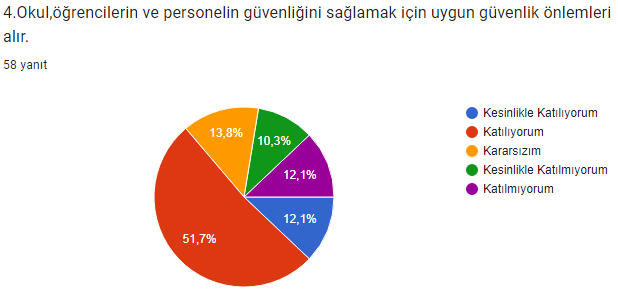 4.Okul,öğrencilerin ve personelin güvenliğini sağlamak için uygun güvenlik önlemleri
alır.
58 yanıt
Kesinlikle Katılıyorum
Katılıyorum
Kararsızım
Kesinlikle Katılmıyorum
Katılmıyorum
13,8%
10,3%
12,1%
12,1%
51,7%